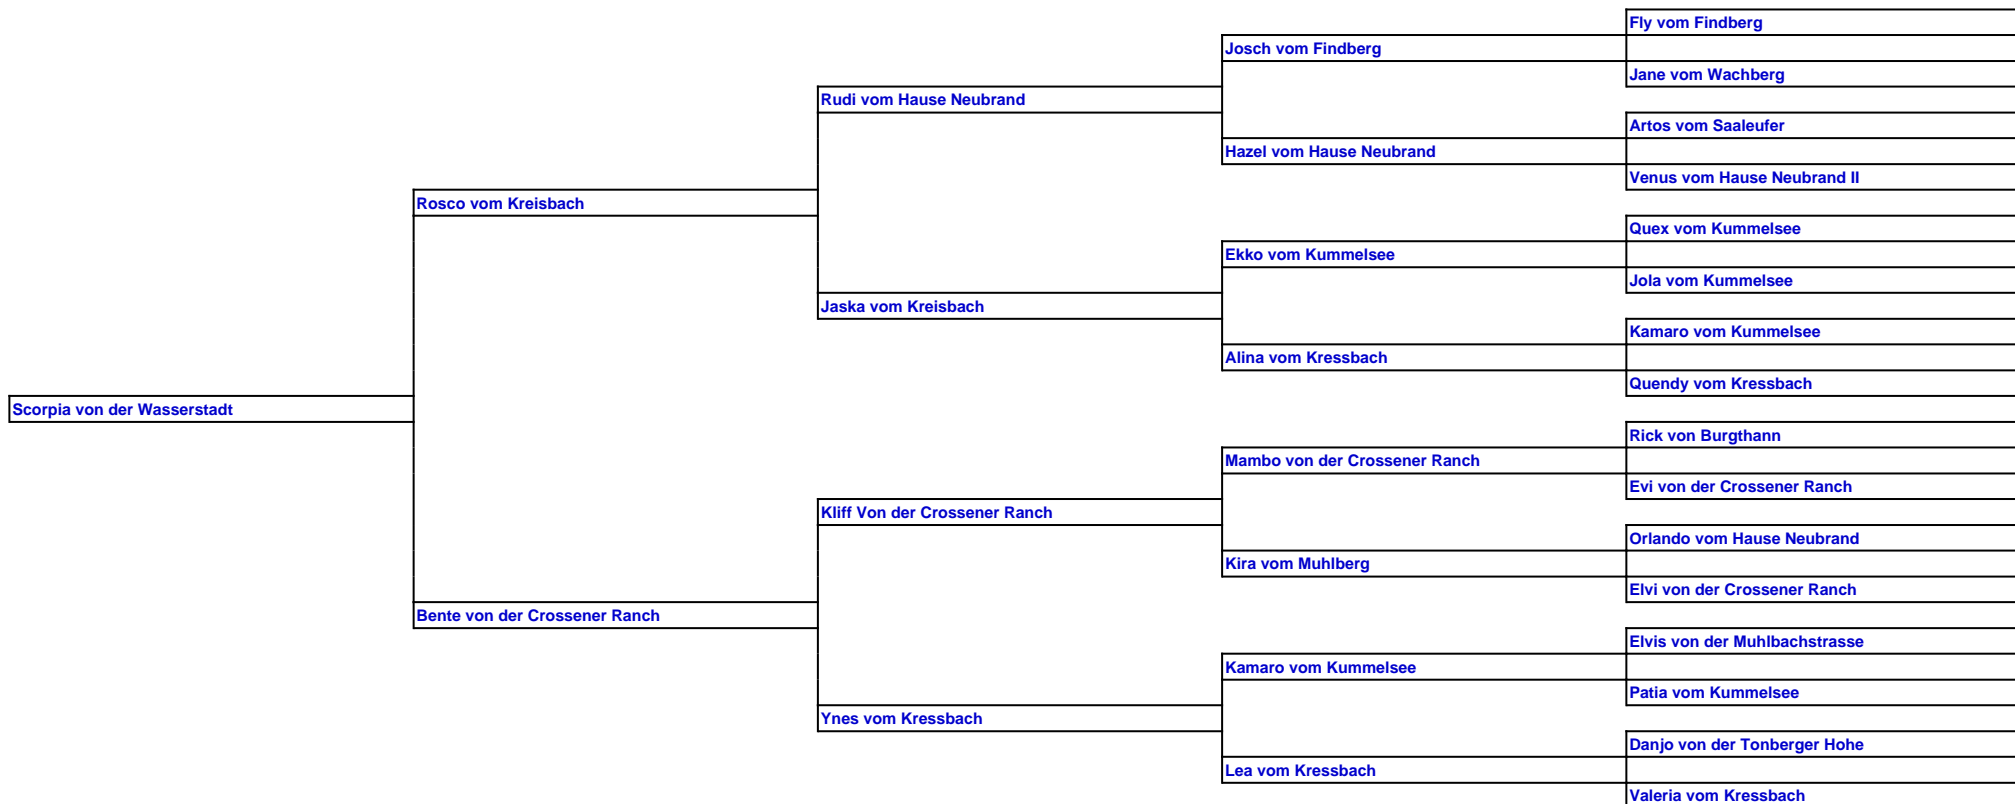 Fly vom Findberg
Josch vom Findberg
Jane vom Wachberg
Rudi vom Hause Neubrand
Artos vom Saaleufer
Hazel vom Hause Neubrand
Venus vom Hause Neubrand II
Rosco vom Kreisbach
Quex vom Kummelsee
Ekko vom Kummelsee
Jola vom Kummelsee
Jaska vom Kreisbach
Kamaro vom Kummelsee
Alina vom Kressbach
Quendy vom Kressbach
Scorpia von der Wasserstadt
Rick von Burgthann
Mambo von der Crossener Ranch
Evi von der Crossener Ranch
Kliff Von der Crossener Ranch
Orlando vom Hause Neubrand
Kira vom Muhlberg
Elvi von der Crossener Ranch
Bente von der Crossener Ranch
Elvis von der Muhlbachstrasse
Kamaro vom Kummelsee
Patia vom Kummelsee
Ynes vom Kressbach
Danjo von der Tonberger Hohe
Lea vom Kressbach
Valeria vom Kressbach